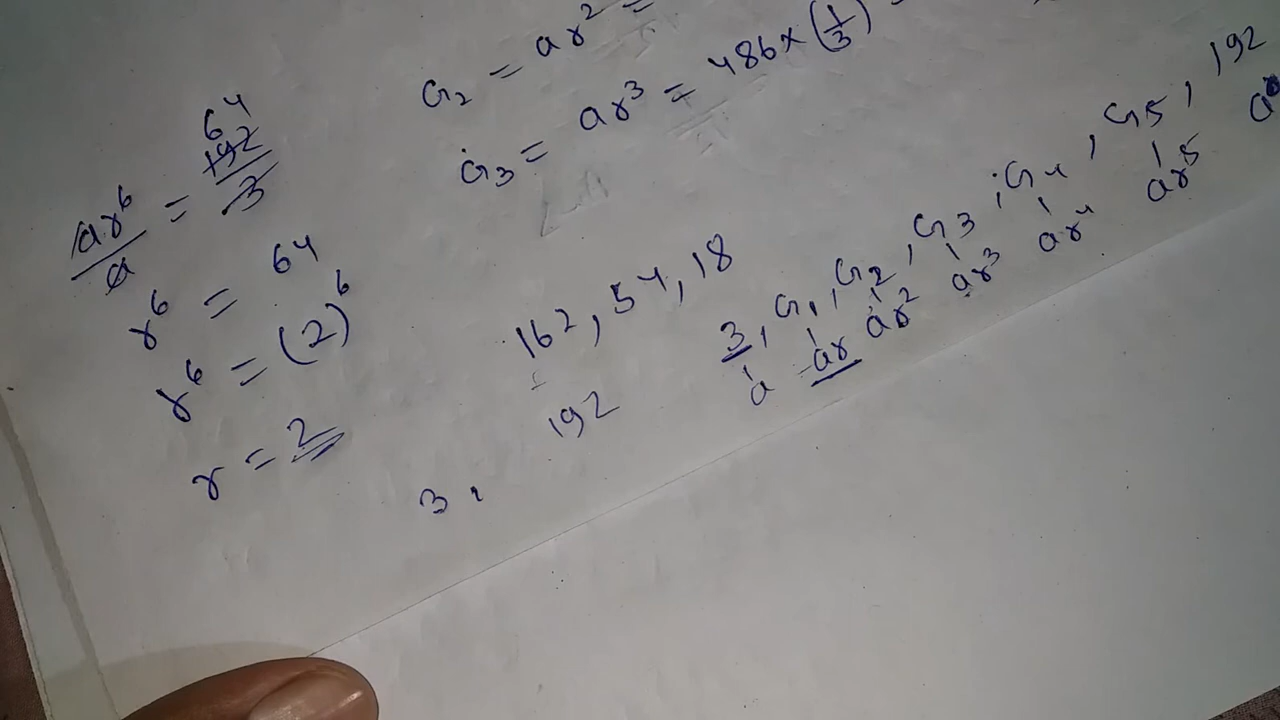 G₂ = ar² =
G₃ = ar³ = 486×(1/3)
64
ar⁶/a = 192/3
r⁶ = 64
r⁶ = (2)⁶
r = 2
162, 54, 18
192
3,
3, G₁, G₂, G₃, G₄, G₅, 192
a ar ar² ar³ ar⁴ ar⁵